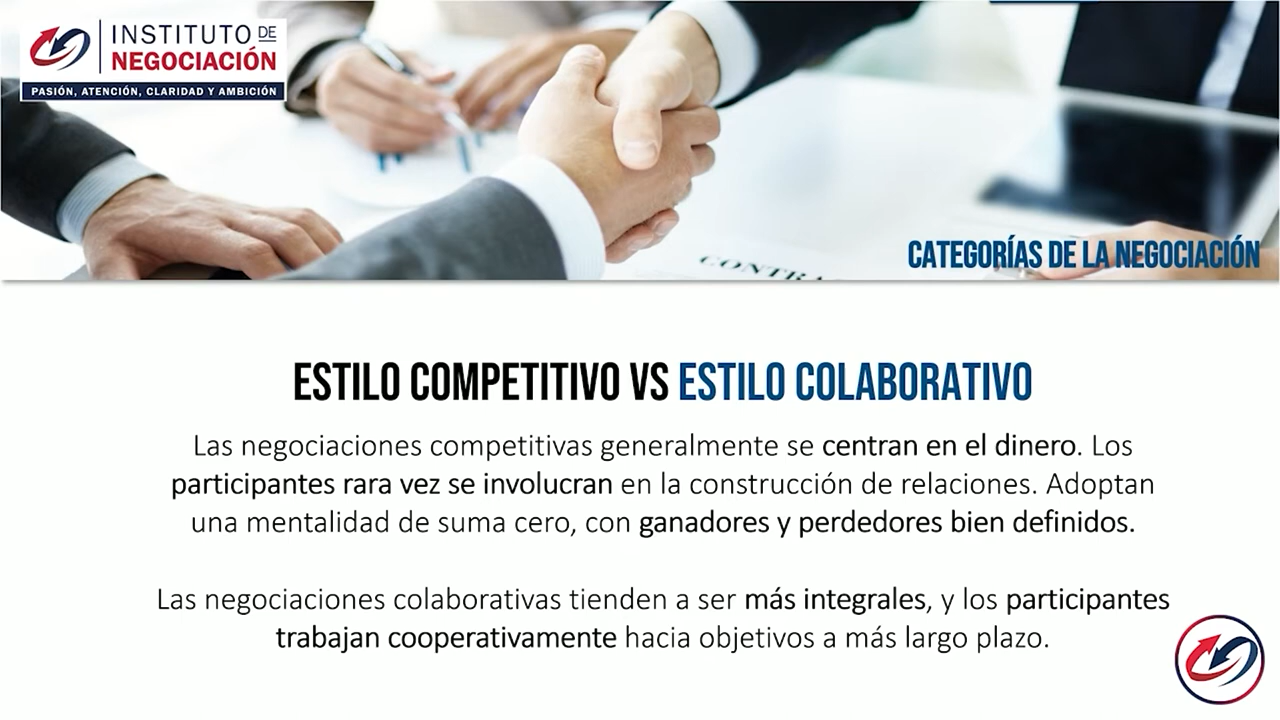 INSTITUTO DE
NEGOCIACIÓN
PASIÓN, ATENCIÓN, CLARIDAD Y AMBICIÓN
CATEGORÍAS DE LA NEGOCIACIÓN
ESTILO COMPETITIVO VS ESTILO COLABORATIVO
Las negociaciones competitivas generalmente se centran en el dinero. Los
participantes rara vez se involucran en la construcción de relaciones. Adoptan
una mentalidad de suma cero, con ganadores y perdedores bien definidos.
Las negociaciones colaborativas tienden a ser más integrales, y los participantes
trabajan cooperativamente hacia objetivos a más largo plazo.